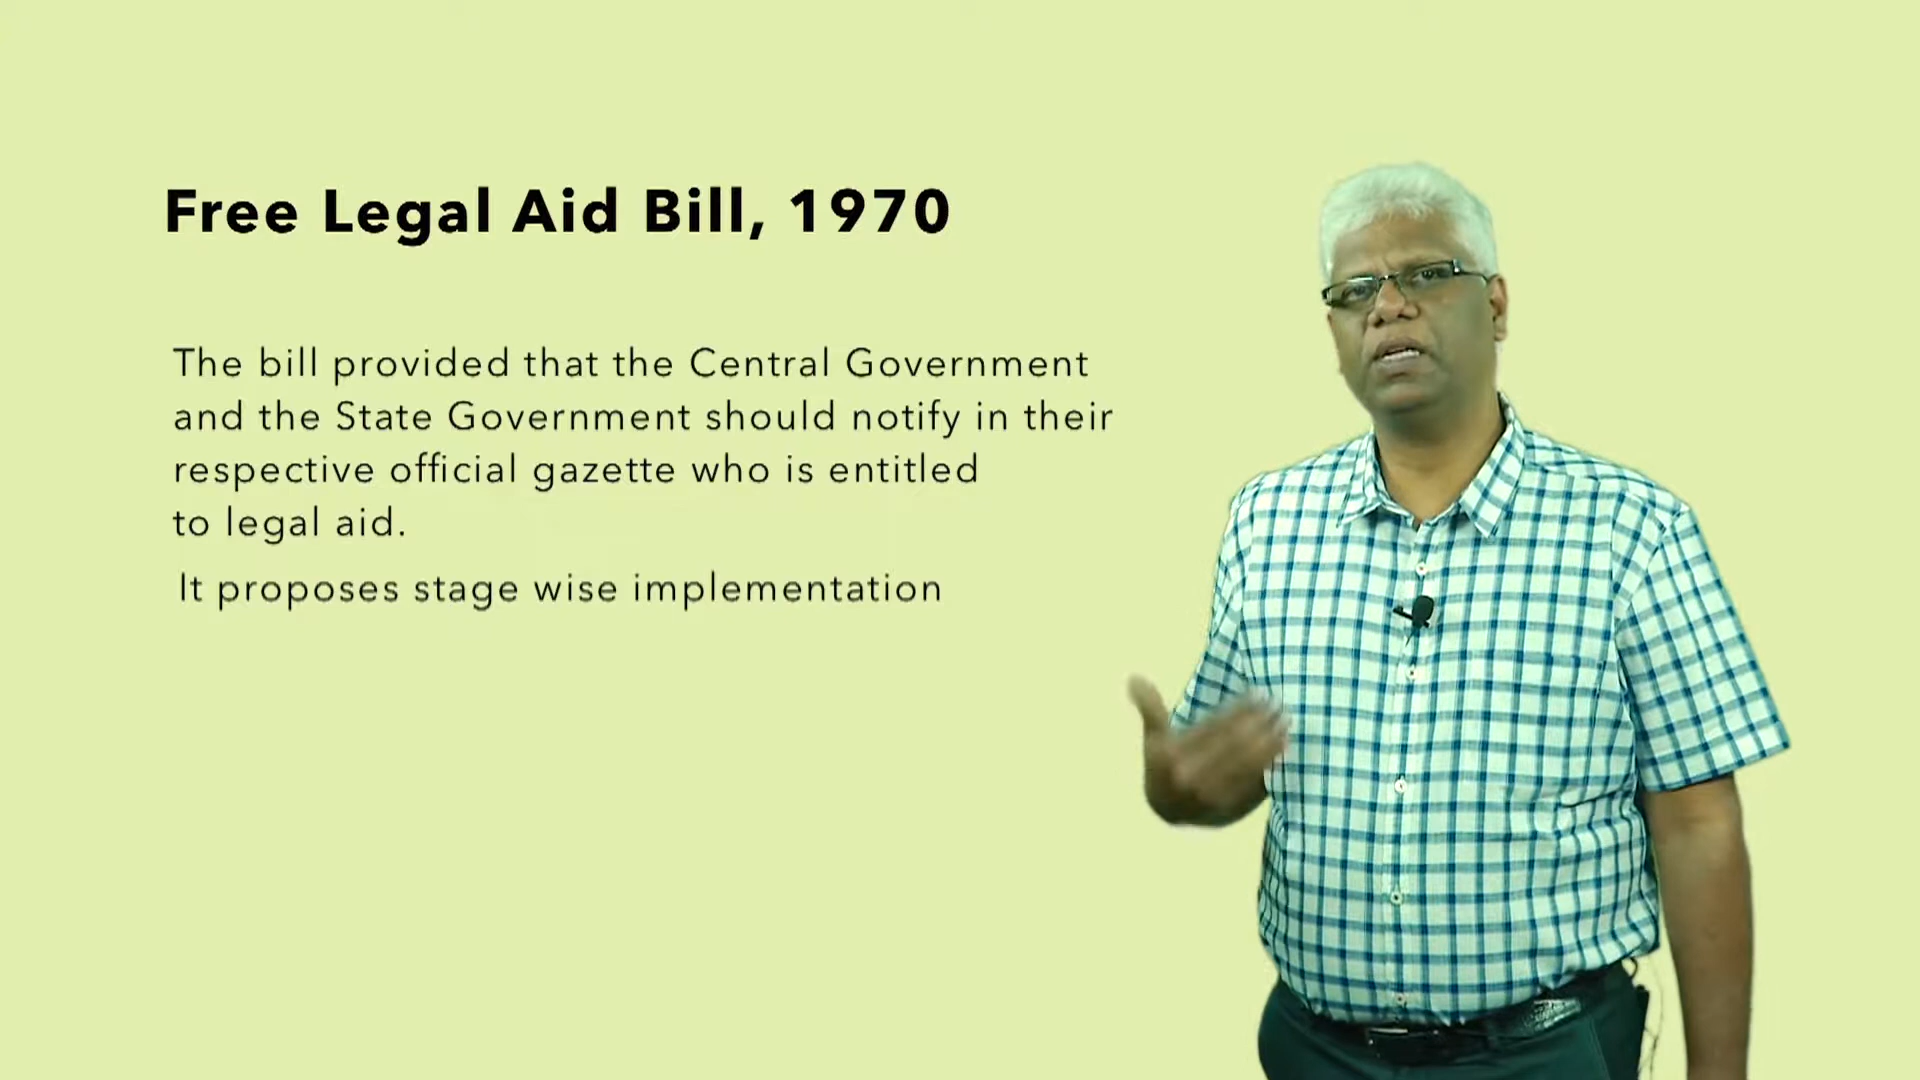 Free Legal Aid Bill, 1970
The bill provided that the Central Government
and the State Government should notify in their
respective official gazette who is entitled
to legal aid.
It proposes stage wise implementation